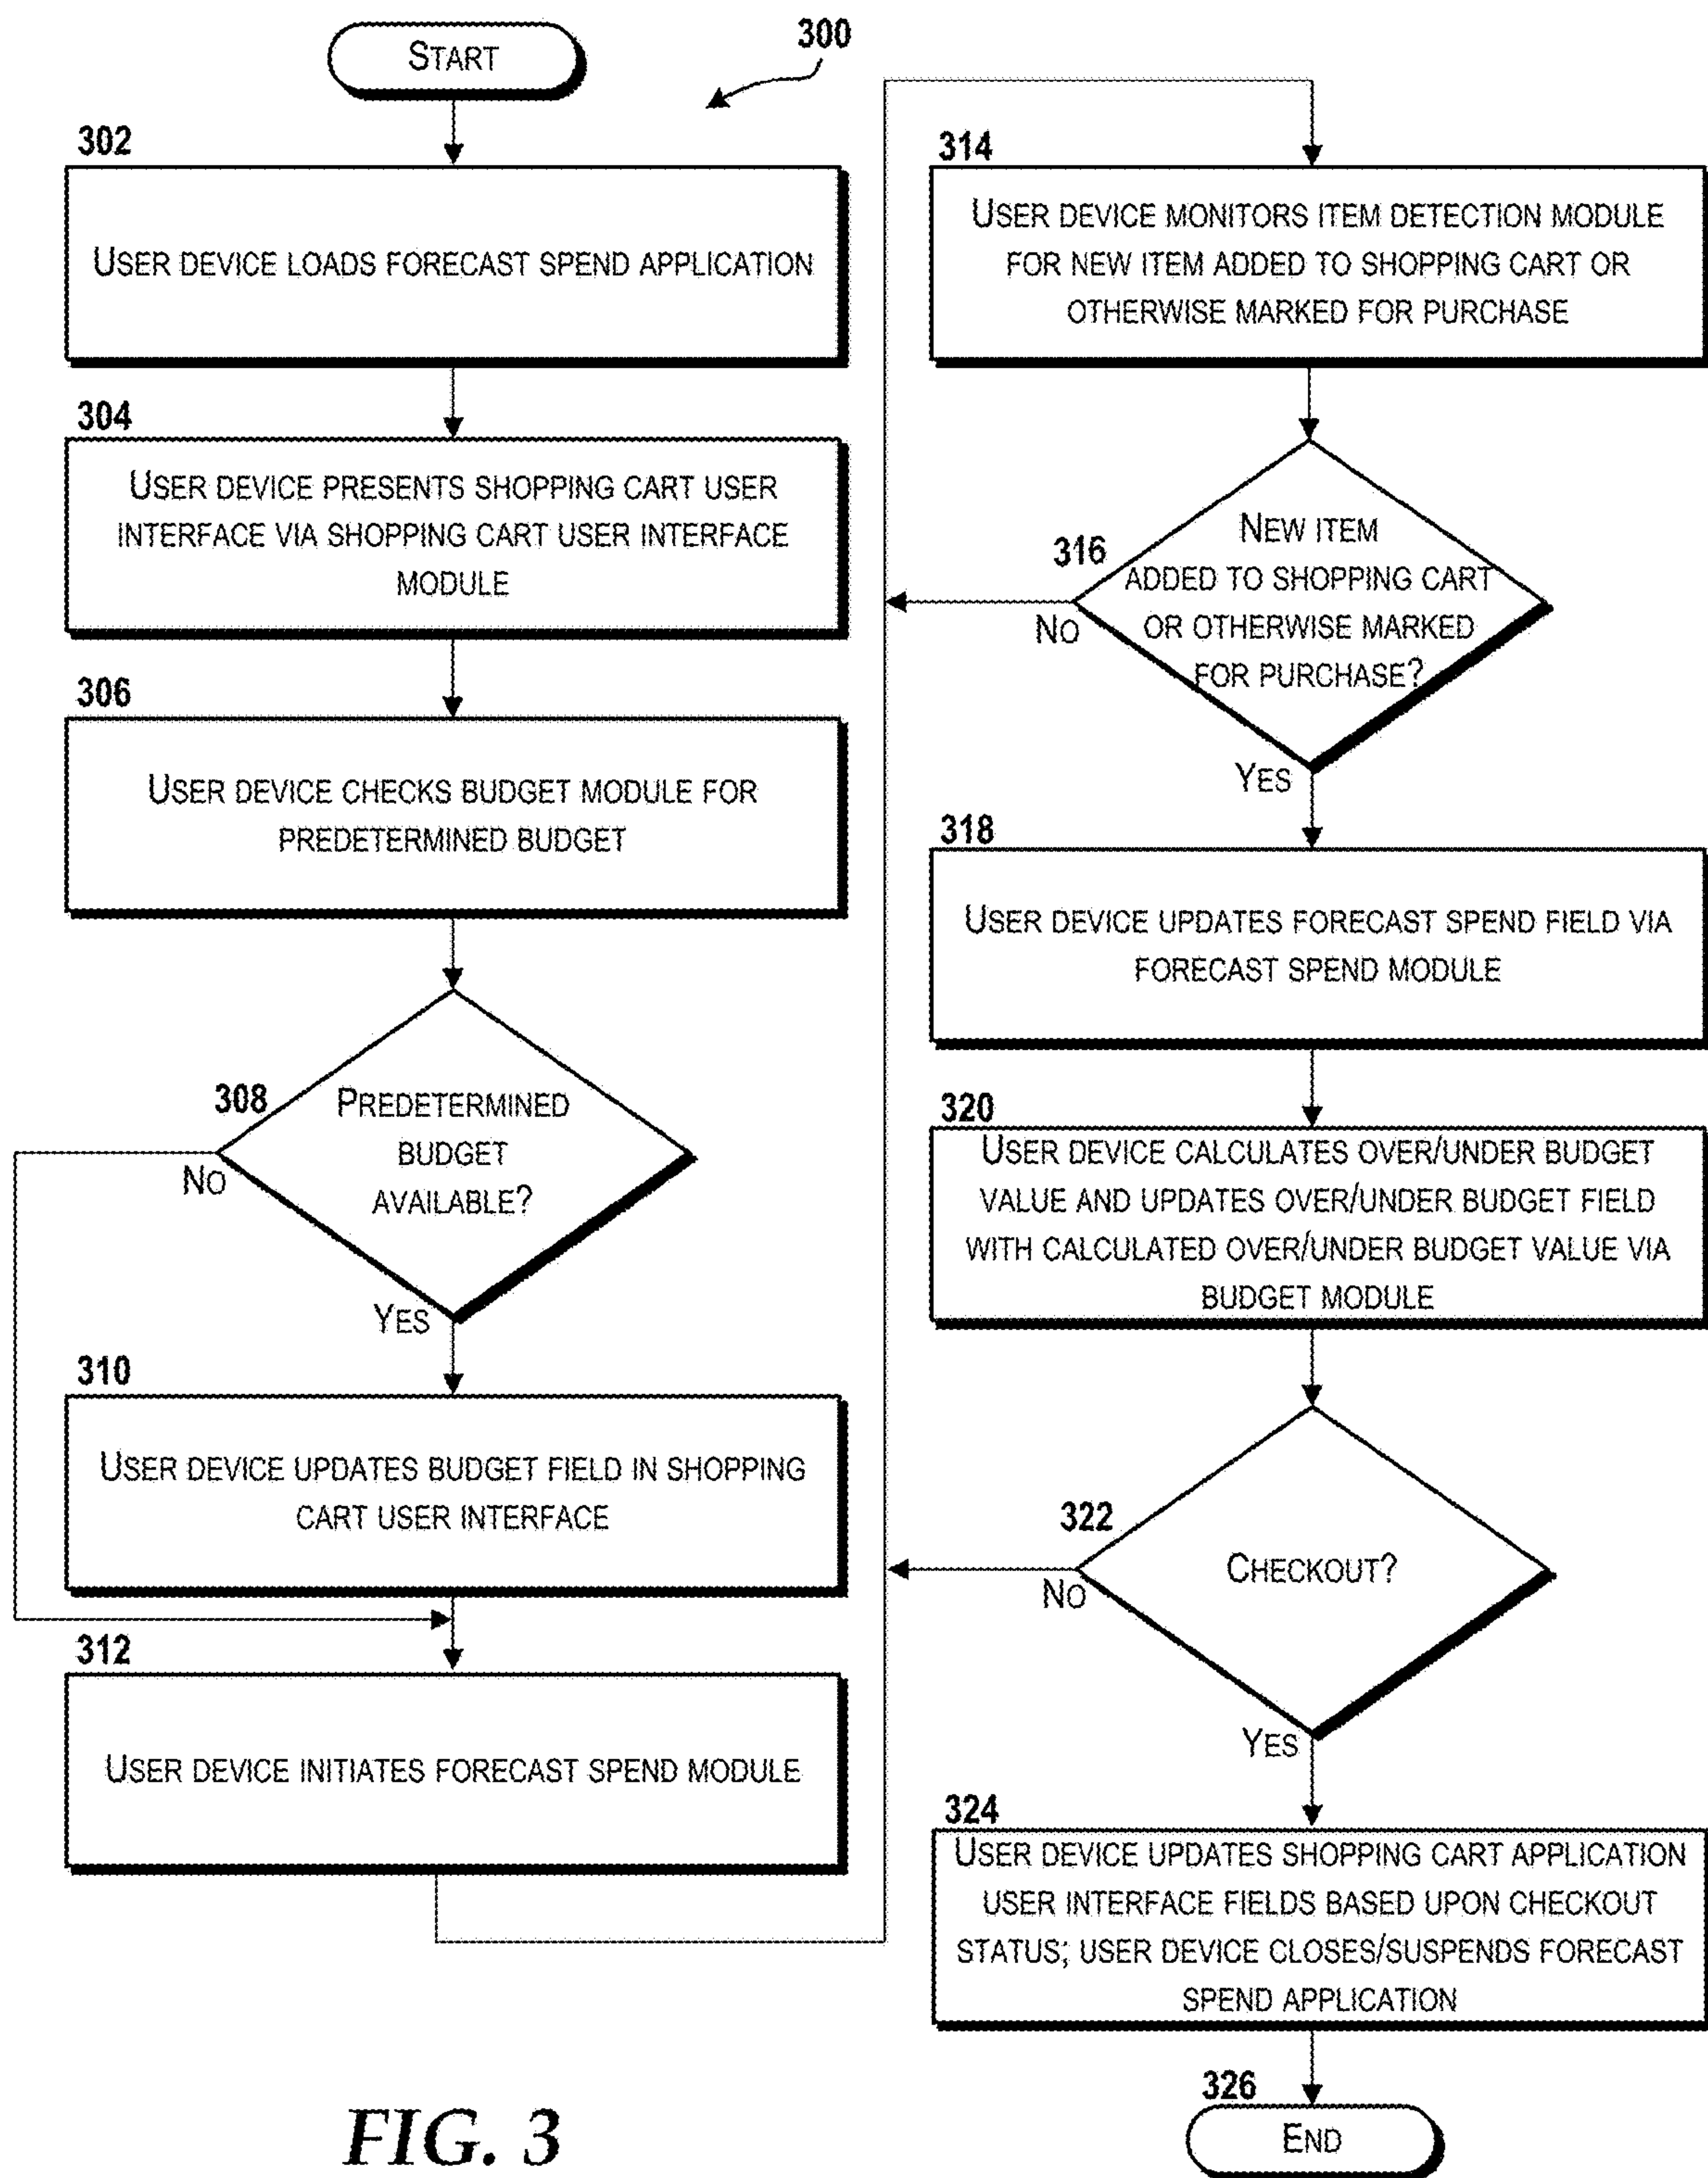 START
300
302
USER DEVICE LOADS FORECAST SPEND APPLICATION
304
USER DEVICE PRESENTS SHOPPING CART USER
INTERFACE VIA SHOPPING CART USER INTERFACE
MODULE
306
USER DEVICE CHECKS BUDGET MODULE FOR
PREDETERMINED BUDGET
308
PREDETERMINED
BUDGET
AVAILABLE?
NO
YES
310
USER DEVICE UPDATES BUDGET FIELD IN SHOPPING
CART USER INTERFACE
312
USER DEVICE INITIATES FORECAST SPEND MODULE
314
USER DEVICE MONITORS ITEM DETECTION MODULE
FOR NEW ITEM ADDED TO SHOPPING CART OR
OTHERWISE MARKED FOR PURCHASE
316
NEW ITEM
ADDED TO SHOPPING CART
OR OTHERWISE MARKED
FOR PURCHASE?
NO
YES
318
USER DEVICE UPDATES FORECAST SPEND FIELD VIA
FORECAST SPEND MODULE
320
USER DEVICE CALCULATES OVER/UNDER BUDGET
VALUE AND UPDATES OVER/UNDER BUDGET FIELD
WITH CALCULATED OVER/UNDER BUDGET VALUE VIA
BUDGET MODULE
322
CHECKOUT?
NO
YES
324
USER DEVICE UPDATES SHOPPING CART APPLICATION
USER INTERFACE FIELDS BASED UPON CHECKOUT
STATUS; USER DEVICE CLOSES/SUSPENDS FORECAST
SPEND APPLICATION
326
END
FIG. 3